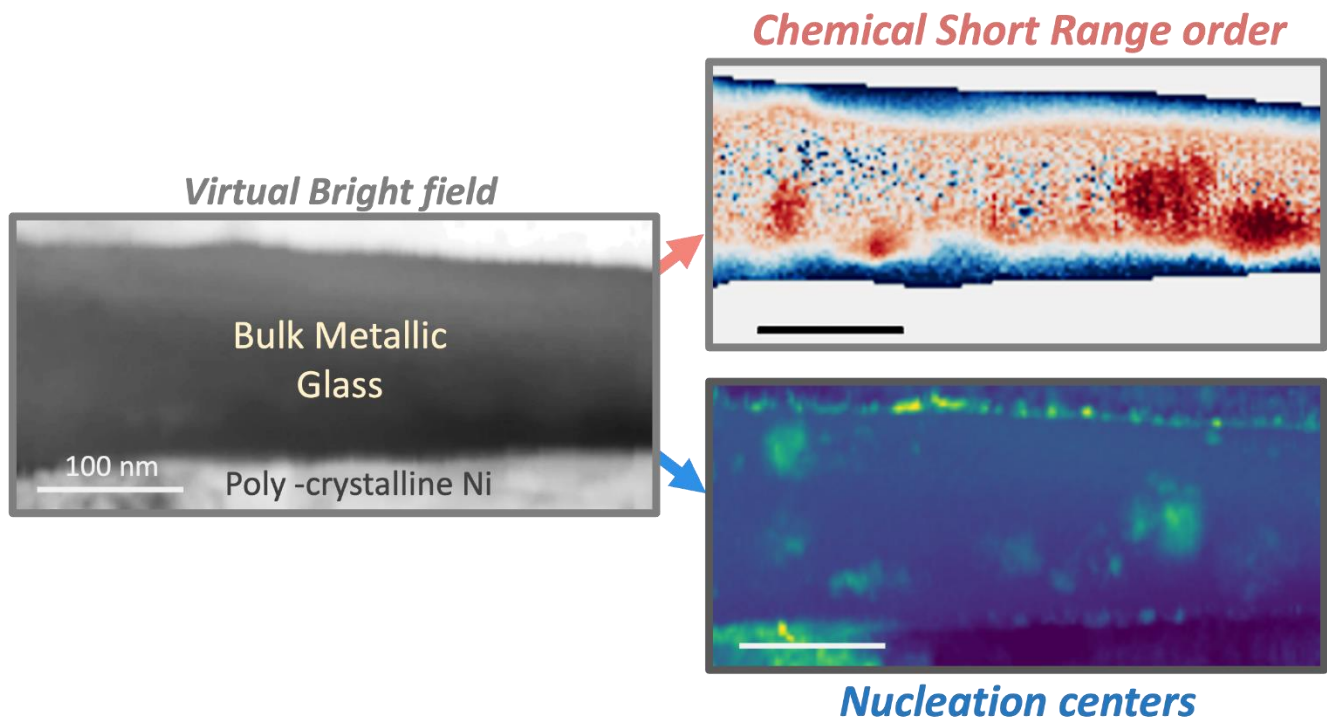 Chemical Short Range order
Virtual Bright field
Bulk Metallic
Glass
100 nm
Poly -crystalline Ni
Nucleation centers